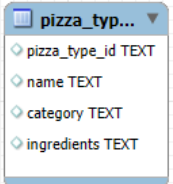 pizza_typ...
pizza_type_id TEXT
name TEXT
category TEXT
ingredients TEXT